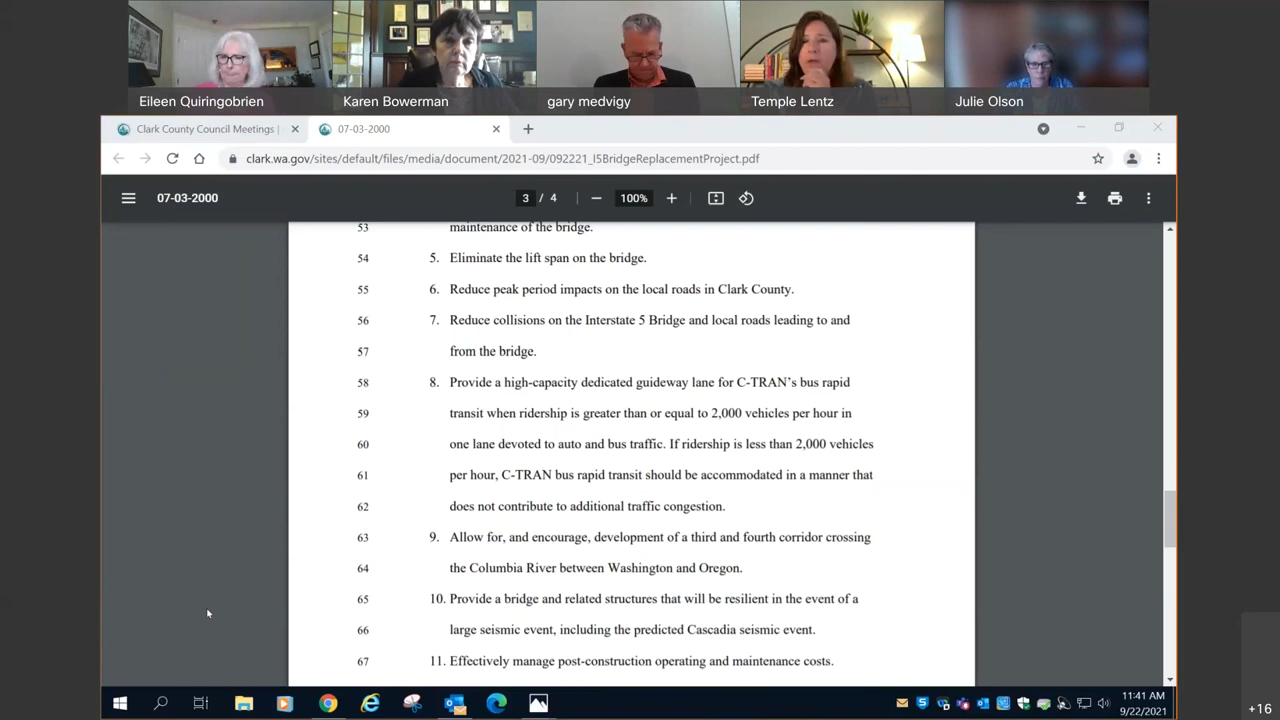 Eileen Quiringobrien
Karen Bowerman
gary medvigy
Temple Lentz
Julie Olson
Clark County Council Meetings |
07-03-2000
clark.wa.gov/sites/default/files/media/document/2021-09/092221_I5BridgeReplacementProject.pdf
07-03-2000
3 / 4
100%
53 maintenance of the bridge.
54 5. Eliminate the lift span on the bridge.
55 6. Reduce peak period impacts on the local roads in Clark County.
56 7. Reduce collisions on the Interstate 5 Bridge and local roads leading to and
57 from the bridge.
58 8. Provide a high-capacity dedicated guideway lane for C-TRAN's bus rapid
59 transit when ridership is greater than or equal to 2,000 vehicles per hour in
60 one lane devoted to auto and bus traffic. If ridership is less than 2,000 vehicles
61 per hour, C-TRAN bus rapid transit should be accommodated in a manner that
62 does not contribute to additional traffic congestion.
63 9. Allow for, and encourage, development of a third and fourth corridor crossing
64 the Columbia River between Washington and Oregon.
65 10. Provide a bridge and related structures that will be resilient in the event of a
66 large seismic event, including the predicted Cascadia seismic event.
67 11. Effectively manage post-construction operating and maintenance costs.
11:41 AM
9/22/2021
+16